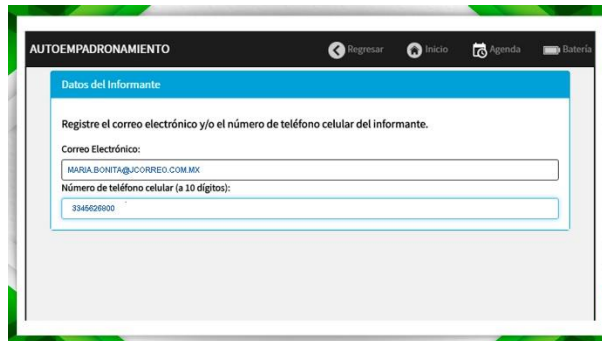 AUTOEMPADRONAMIENTO Regresar Inicio Agenda Batería
Datos del Informante
Registre el correo electrónico y/o el número de teléfono celular del informante.
Correo Electrónico:
MARIA.BONITA@JCORREO.COM.MX
Número de teléfono celular (a 10 dígitos):
3345626900